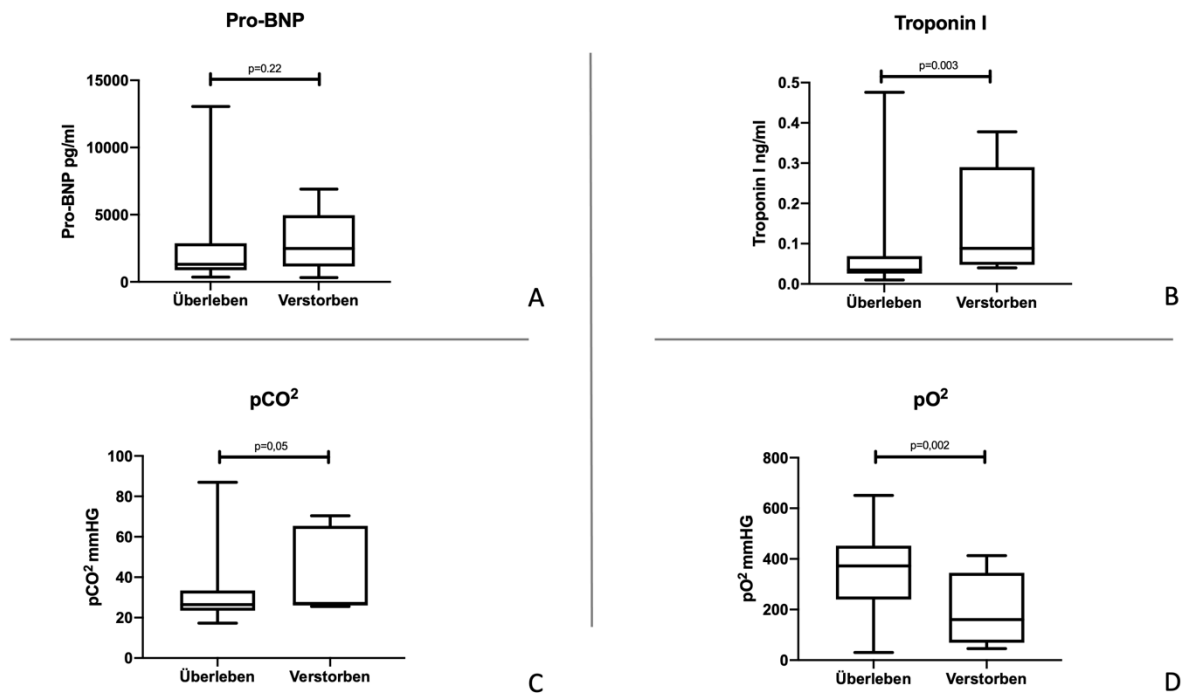 Pro-BNP
p=0.22
Pro-BNP pg/ml
15000
10000
5000
0
Überleben Verstorben
A
Troponin I
p=0.003
Troponin I ng/ml
0.5
0.4
0.3
0.2
0.1
0.0
Überleben Verstorben
B
pCO²
p=0,05
pCO² mmHG
100
80
60
40
20
0
Überleben Verstorben
C
pO²
p=0,002
pO² mmHG
800
600
400
200
0
Überleben Verstorben
D